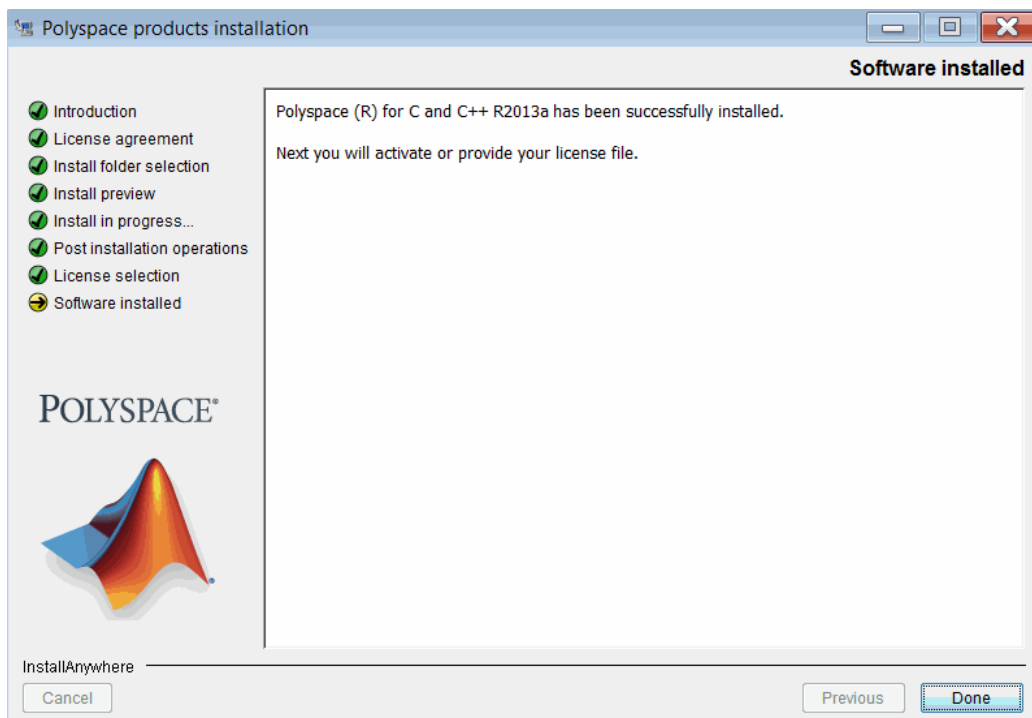 Polyspace products installation
Software installed
Introduction
License agreement
Install folder selection
Install preview
Install in progress...
Post installation operations
License selection
Software installed
Polyspace (R) for C and C++ R2013a has been successfully installed.
Next you will activate or provide your license file.
POLYSPACE®
InstallAnywhere
Cancel
Previous
Done